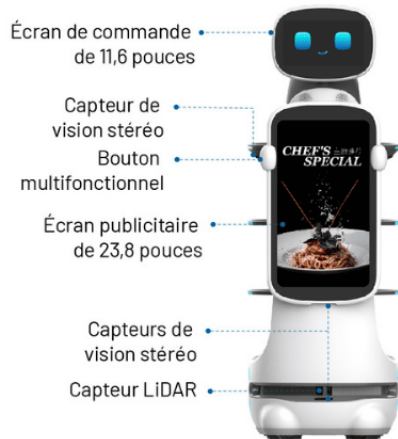 Écran de commande
de 11,6 pouces
Capteur de
vision stéréo
Bouton
multifonctionnel
CHEF'S
SPECIAL
Écran publicitaire
de 23,8 pouces
Capteurs de
vision stéréo
Capteur LiDAR